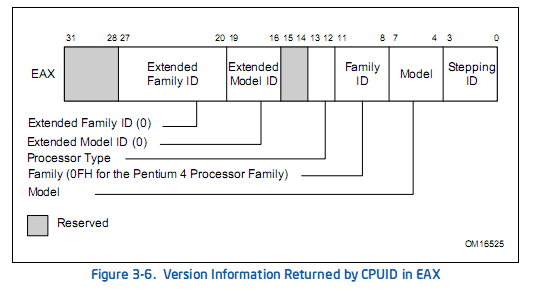 31 28 27 20 19 16 15 14 13 12 11 8 7 4 3 0
EAX
Extended Family ID
Extended Model ID
Family ID
Model
Stepping ID
Extended Family ID (0)
Extended Model ID (0)
Processor Type
Family (0FH for the Pentium 4 Processor Family)
Model
Reserved
OM16525
Figure 3-6. Version Information Returned by CPUID in EAX